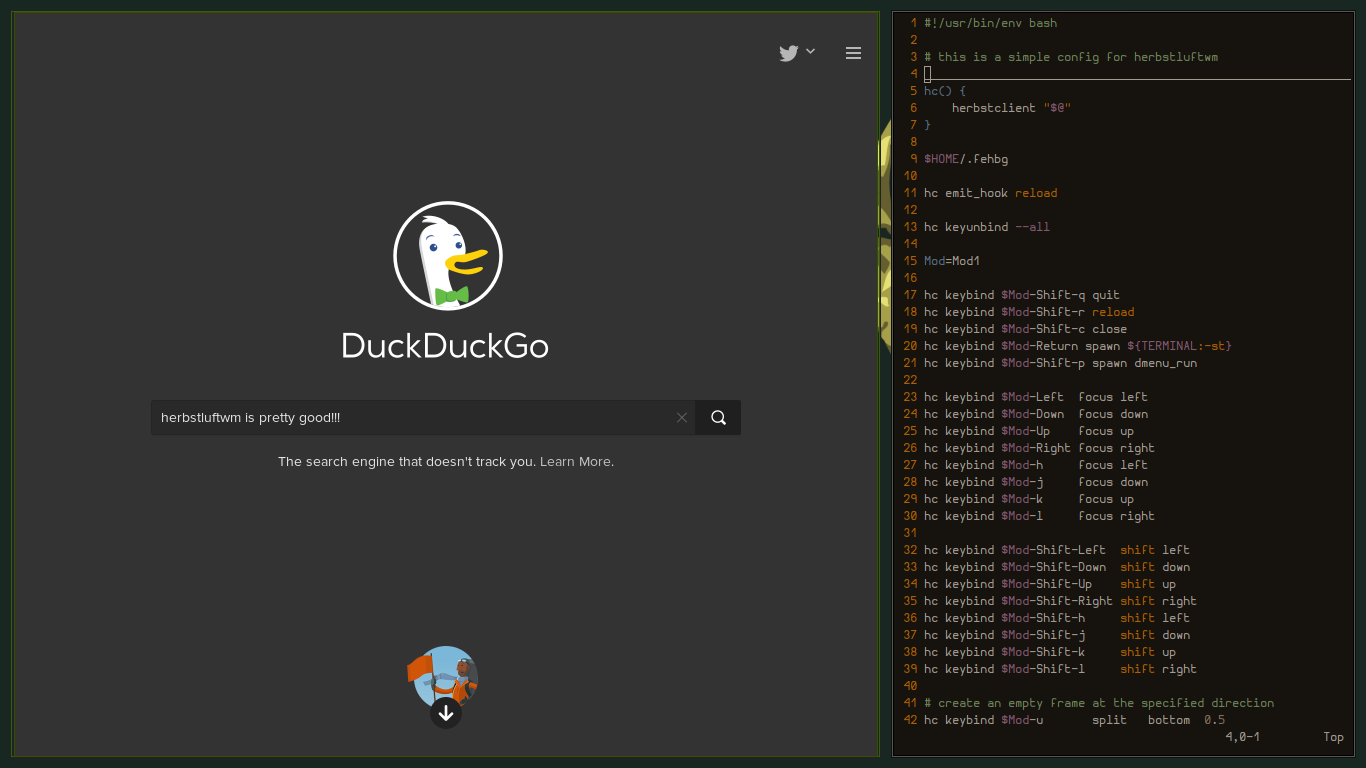 DuckDuckGo
herbstluftwm is pretty good!!!
The search engine that doesn't track you. Learn More.
1 #!/usr/bin/env bash
2
3 # this is a simple config for herbstluftwm
4
5 hc() {
6     herbstclient "$@"
7 }
8
9 $HOME/.fehbg
10
11 hc emit_hook reload
12
13 hc keyunbind --all
14
15 Mod=Mod1
16
17 hc keybind $Mod-Shift-q quit
18 hc keybind $Mod-Shift-r reload
19 hc keybind $Mod-Shift-c close
20 hc keybind $Mod-Return spawn ${TERMINAL:-st}
21 hc keybind $Mod-Shift-p spawn dmenu_run
22
23 hc keybind $Mod-Left  focus left
24 hc keybind $Mod-Down  focus down
25 hc keybind $Mod-Up    focus up
26 hc keybind $Mod-Right focus right
27 hc keybind $Mod-h     focus left
28 hc keybind $Mod-j     focus down
29 hc keybind $Mod-k     focus up
30 hc keybind $Mod-l     focus right
31
32 hc keybind $Mod-Shift-Left  shift left
33 hc keybind $Mod-Shift-Down  shift down
34 hc keybind $Mod-Shift-Up    shift up
35 hc keybind $Mod-Shift-Right shift right
36 hc keybind $Mod-Shift-h     shift left
37 hc keybind $Mod-Shift-j     shift down
38 hc keybind $Mod-Shift-k     shift up
39 hc keybind $Mod-Shift-l     shift right
40
41 # create an empty frame at the specified direction
42 hc keybind $Mod-u       split   bottom  0.5
4,0-1         Top